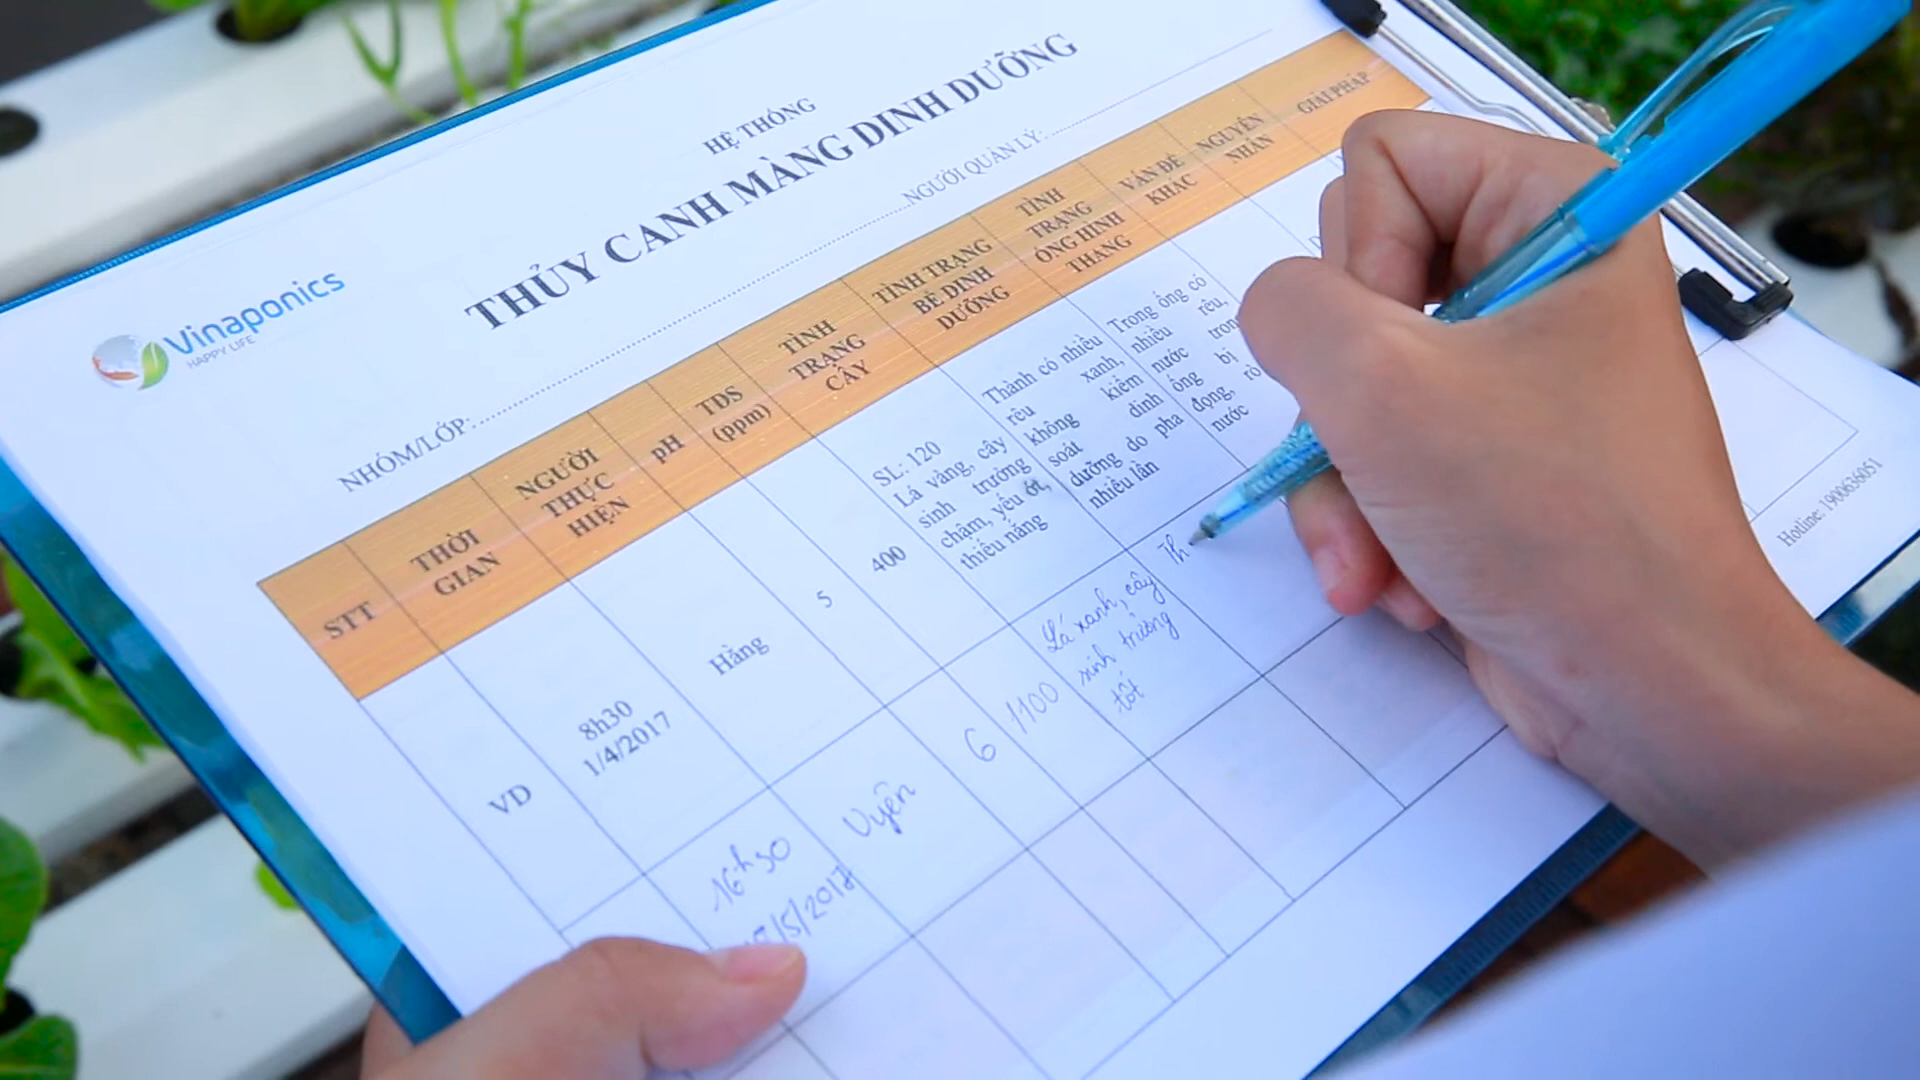 HỆ THỐNG
THỦY CANH MÀNG DINH DƯỠNG
Vinaponics
HAPPY LIFE
NHÓM/LỚP:
NGƯỜI QUẢN LÝ:
STT
THỜI
GIAN
NGƯỜI
THỰC
HIỆN
pH
TDS
(ppm)
TÌNH
TRẠNG
CÂY
TÌNH TRẠNG
BỂ DINH
DƯỠNG
TÌNH
TRẠNG
ỐNG HÌNH
THANG
VẤN ĐỀ
KHÁC
NGUYÊN
NHÂN
GIẢI PHÁP
VD
8h30
1/4/2017
Hằng
5
400
SL: 120
Lá vàng, cây
sinh trưởng
chậm, yếu ớt,
thiếu nắng
Thành có nhiều
rêu xanh,
không kiểm
soát dinh
dưỡng do pha
nhiều lần
Trong ống có
nhiều rêu,
nước
ống bị
đọng, rò
nước
16h30
/5/2017
Uyên
6
1100
Lá xanh, cây
sinh trưởng
tốt
Th
Hotline: 1900636051